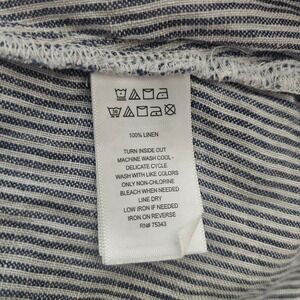 100% LINEN
TURN INSIDE OUT
MACHINE WASH COOL -
DELICATE CYCLE
WASH WITH LIKE COLORS
ONLY NON-CHLORINE
BLEACH WHEN NEEDED
LINE DRY
LOW IRON IF NEEDED
IRON ON REVERSE
RN# 75343